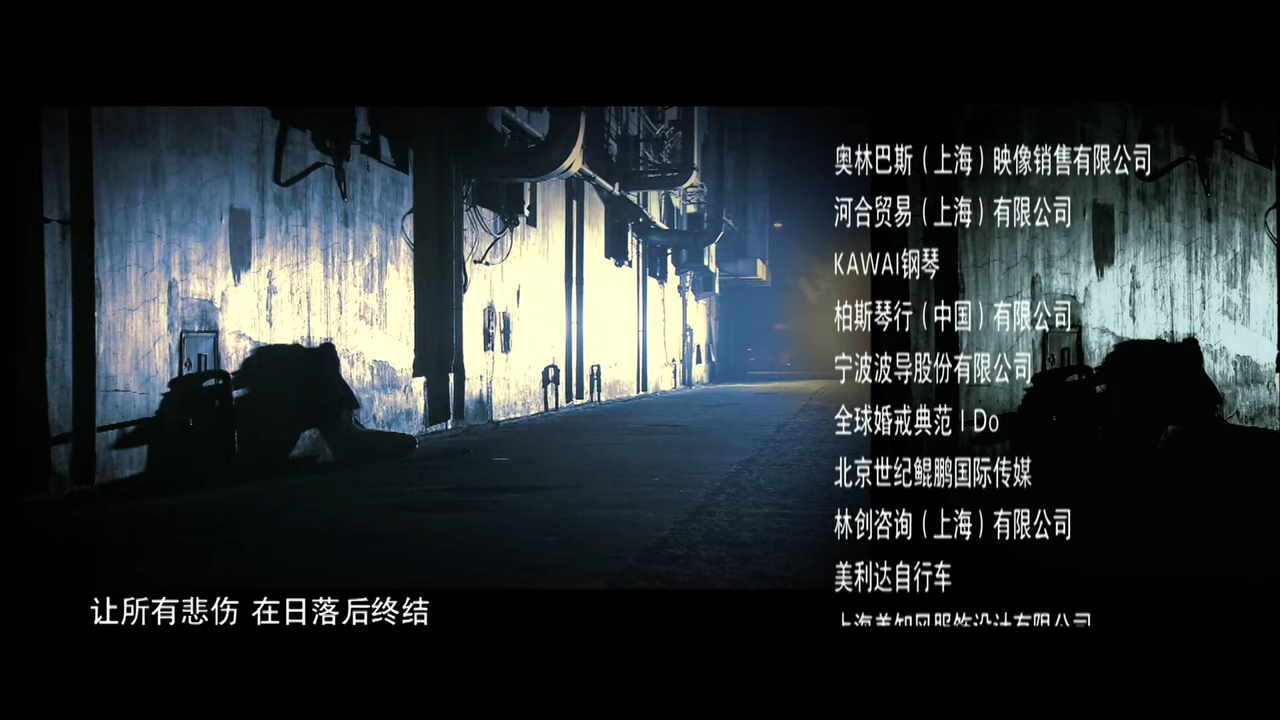 奥林巴斯（上海）映像销售有限公司
河合贸易（上海）有限公司
KAWAI钢琴
柏斯琴行（中国）有限公司
宁波波导股份有限公司
全球婚戒典范 I Do
北京世纪鲲鹏国际传媒
林创咨询（上海）有限公司
美利达自行车
让所有悲伤 在日落后终结